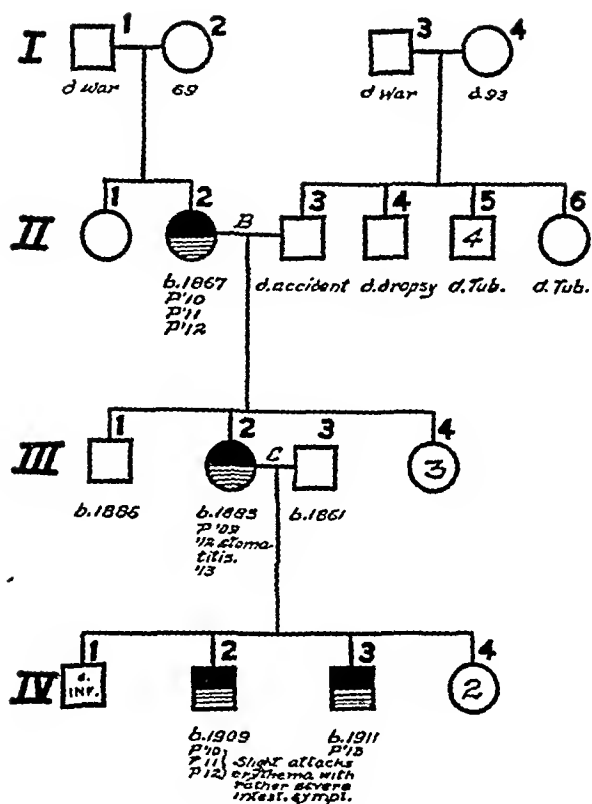 I 1 2 3 4
d war 69 d war d.93
II 1 2 B 3 4 5 6
4
b.1867 d.accident d.dropsy d.Tub. d.Tub.
P'10
P'11
P'12
III 1 2 C 3 4
3
b.1886 b.1883 b.1861
P'09
'12 stoma-
titis.
'13
IV 1 2 3 4
d. INF. 2
b.1909 b.1911
P'10 P'13
P'11 Slight attacks
P'12 erythema with
rather severe
intest. sympt.